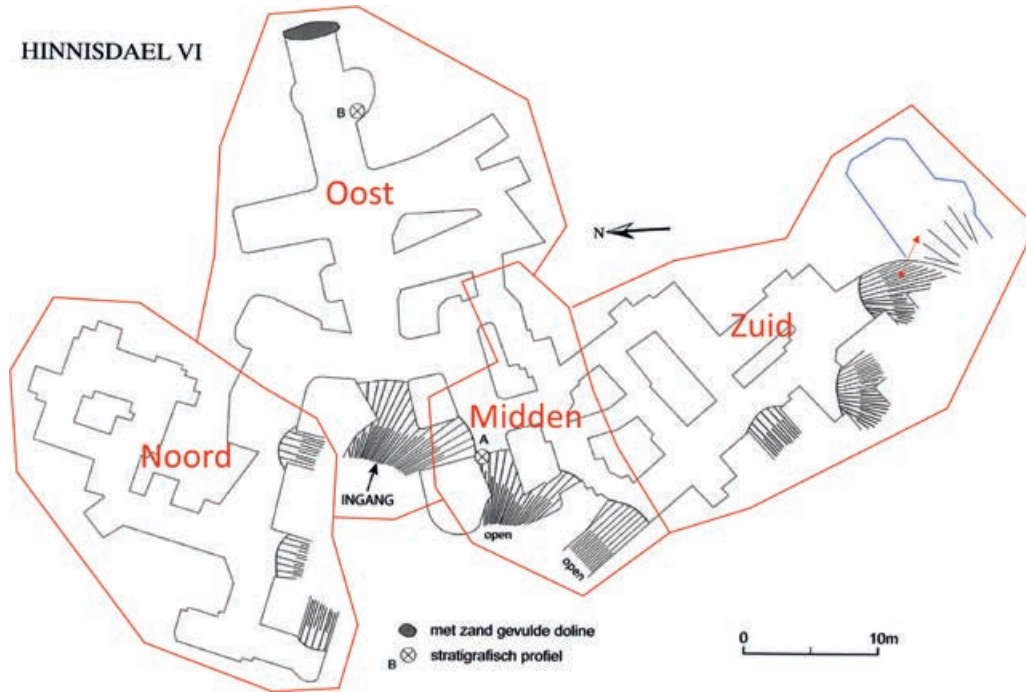 HINNISDAEL VI
B
Oost
N
Zuid
Midden
A
Noord
INGANG
open
open
met zand gevulde doline
B stratigrafisch profiel
0 10m